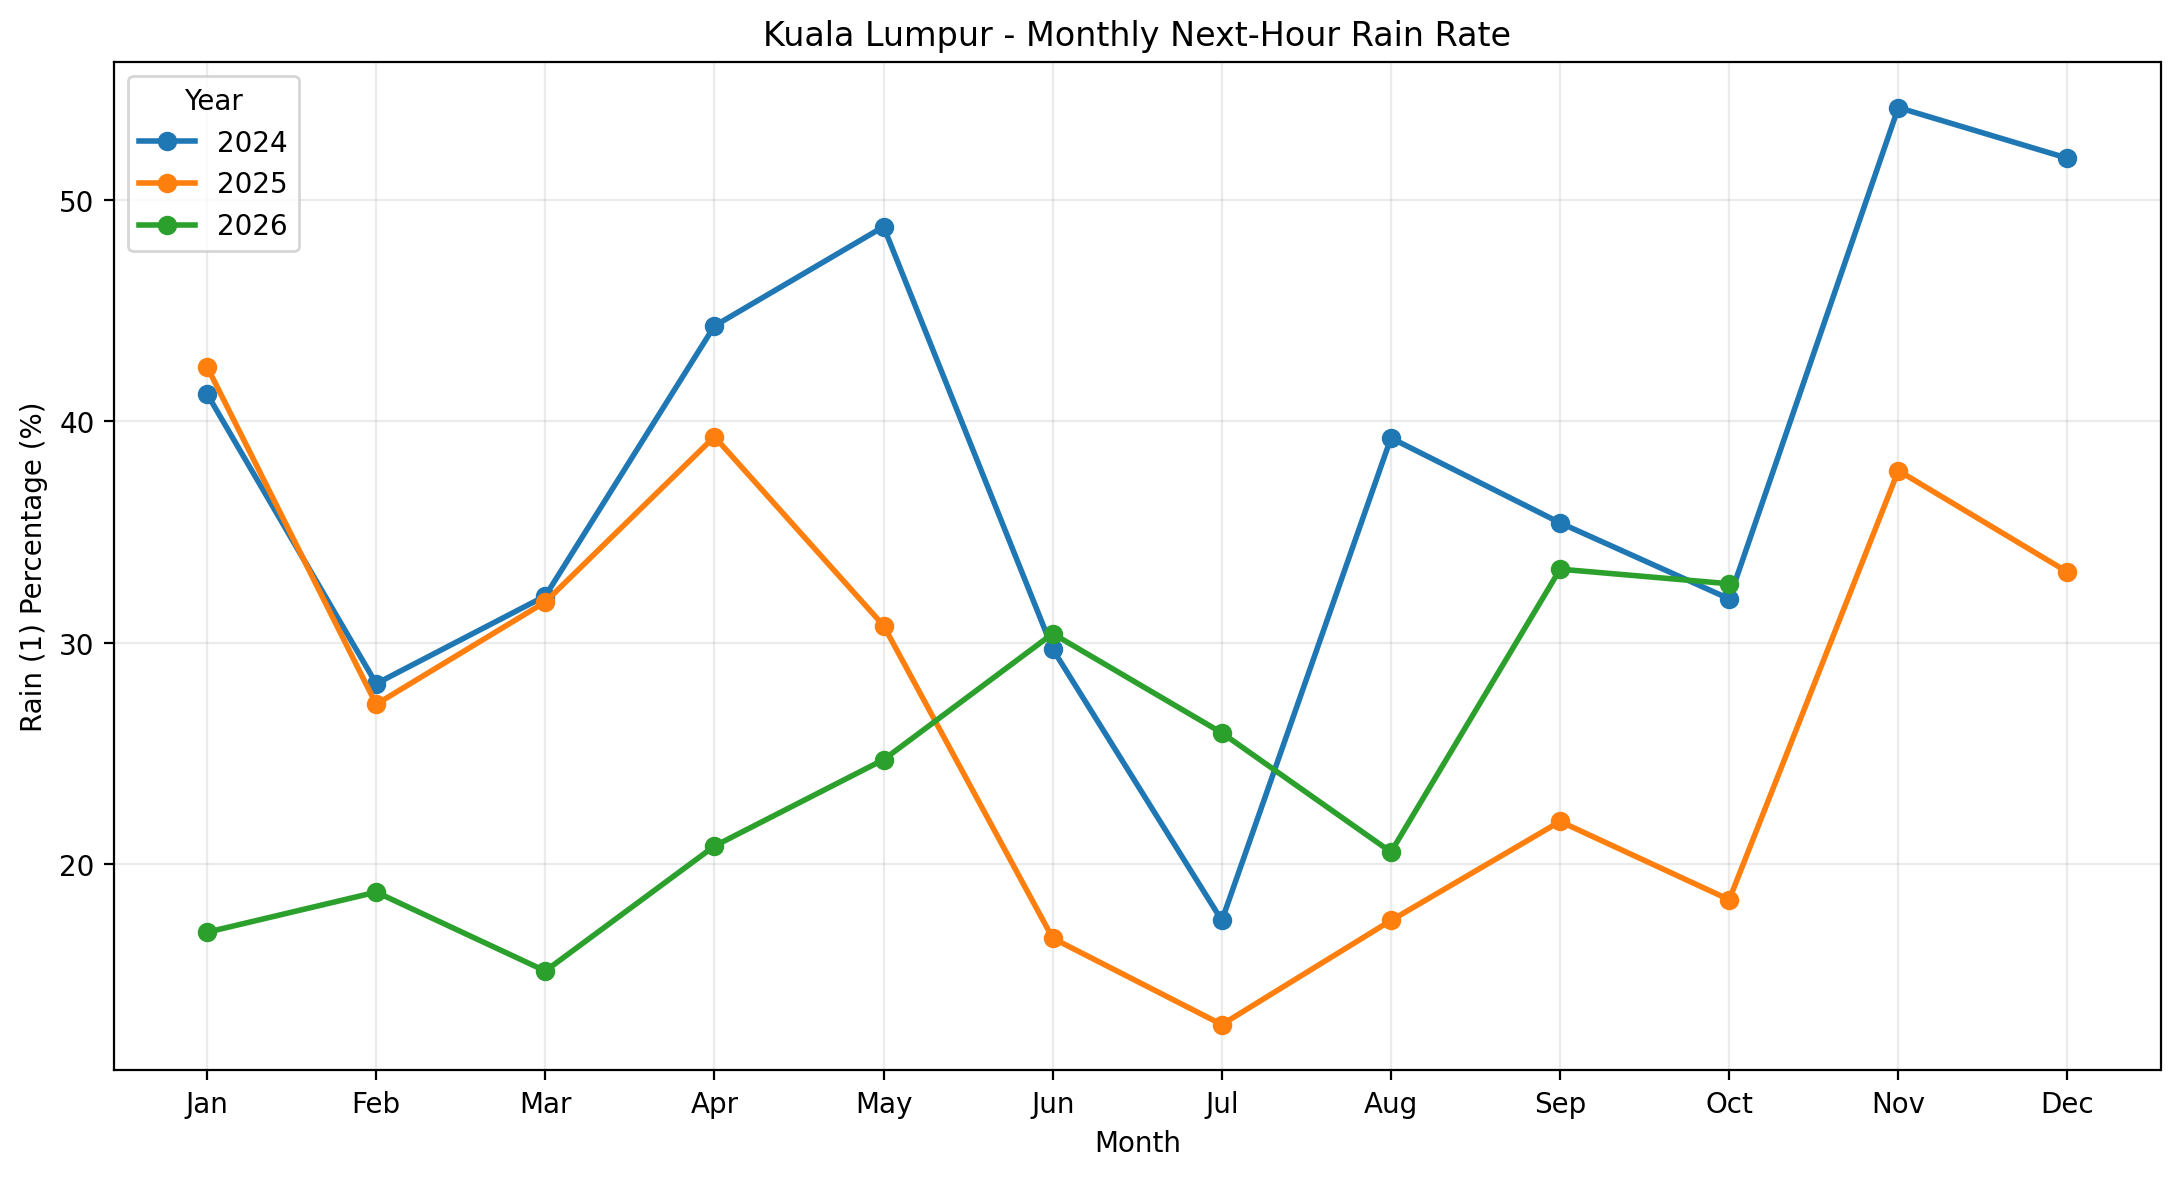 Kuala Lumpur - Monthly Next-Hour Rain Rate
Year
2024
2025
2026
Rain (1) Percentage (%)
50
40
30
20
Jan Feb Mar Apr May Jun Jul Aug Sep Oct Nov Dec
Month